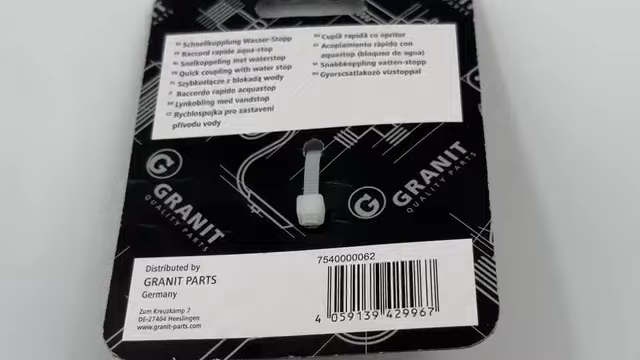 Schnellkupplung Wasser-Stopp
Raccord rapide aqua-stop
Snelkoppeling met waterstop
Quick coupling with water stop
Szybkozłącze z blokadą wody
Raccordo rapido acquastop
Lynkobling med vandstop
Rychlospojka pro zastavení
přívodu vody
Cuplă rapidă cu opritor
Acoplamiento rápido con
aquastop (bloqueo de agua)
Snabbkoppling vatten-stopp
Gyorscsatlakozó vízstoppal
G GRANIT
QUALITY PARTS
G GRANIT
QUALITY PARTS
Distributed by
GRANIT PARTS
Germany
Zum Kreuzkamp 7
DE-27404 Heeslingen
www.granit-parts.com
7540000062
4 059139 429967